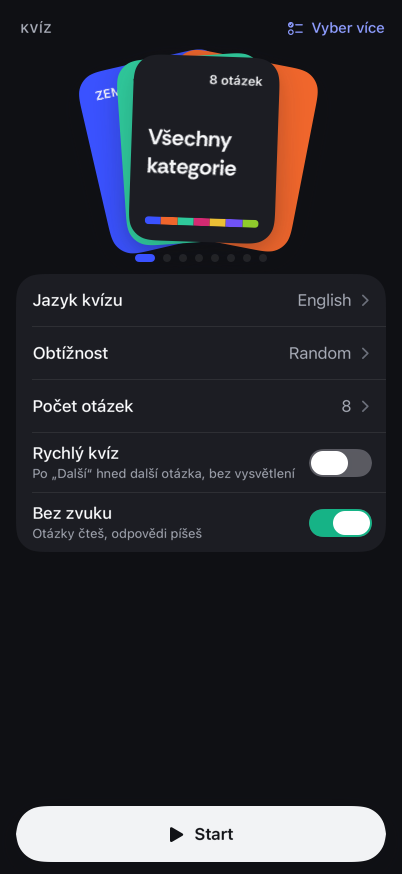 KVÍZ
Vyber více
8 otázek
Všechny
kategorie
Jazyk kvízu
English
Obtížnost
Random
Počet otázek
8
Rychlý kvíz
Po „Další“ hned další otázka, bez vysvětlení
Bez zvuku
Otázky čteš, odpovědi píšeš
Start